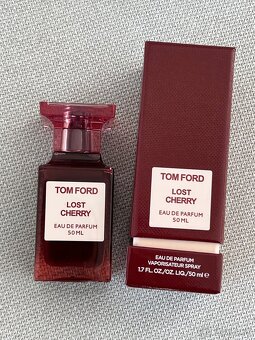 TOM FORD
LOST
CHERRY
EAU DE PARFUM
50 ML
TOM FORD
LOST
CHERRY
EAU DE PARFUM
50 ML
EAU DE PARFUM
VAPORISATEUR SPRAY
1.7 FL. OZ./OZ. LIQ./50 ml ℮